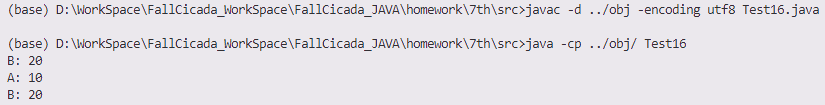 (base) D:\WorkSpace\FallCicada_WorkSpace\FallCicada_JAVA\homework\7th\src>javac -d ../obj -encoding utf8 Test16.java
(base) D:\WorkSpace\FallCicada_WorkSpace\FallCicada_JAVA\homework\7th\src>java -cp ../obj/ Test16
B: 20
A: 10
B: 20